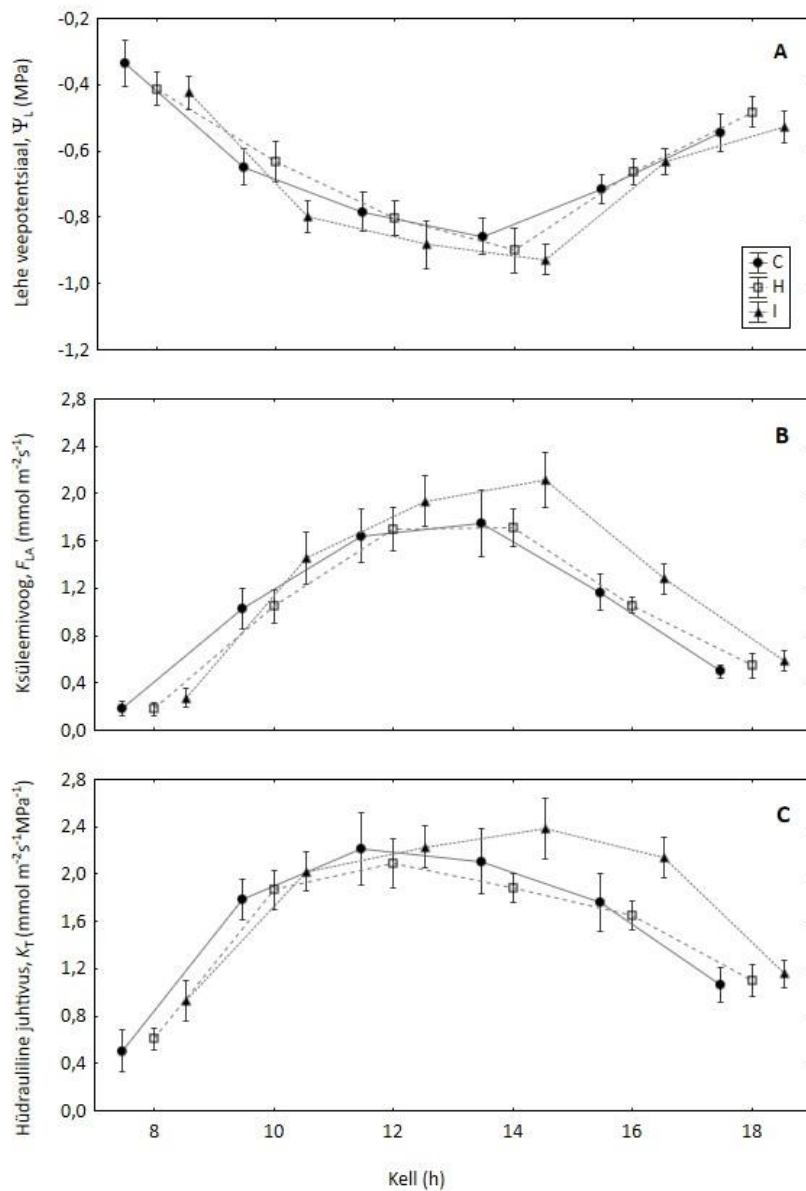 -0,2
-0,4
-0,6
-0,8
-1,0
-1,2
Lehe veepotentsiaal, ΨL (MPa)
A
C
H
I
2,8
2,4
2,0
1,6
1,2
0,8
0,4
0,0
Ksüleemivoog, FLA (mmol m⁻²s⁻¹)
B
2,8
2,4
2,0
1,6
1,2
0,8
0,4
0,0
Hüdrauliline juhtivus, KT (mmol m⁻²s⁻¹MPa⁻¹)
C
8 10 12 14 16 18
Kell (h)